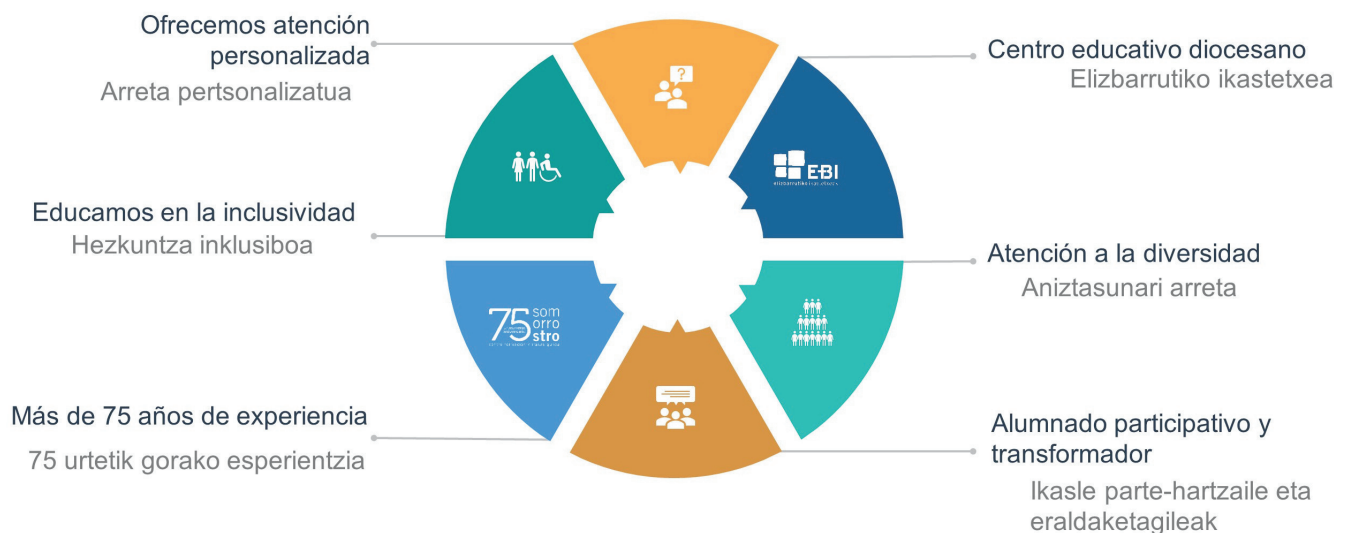 Ofrecemos atención
personalizada
Arreta pertsonalizatua
Centro educativo diocesano
Elizbarrutiko ikastetxea
?
EBI
elizbarrutiko ikastetxeak
Educamos en la inclusividad
Hezkuntza inklusiboa
Atención a la diversidad
Aniztasunari arreta
75 som
orro
stro
Más de 75 años de experiencia
75 urtetik gorako esperientzia
Alumnado participativo y
transformador
Ikasle parte-hartzaile eta
eraldaketagileak